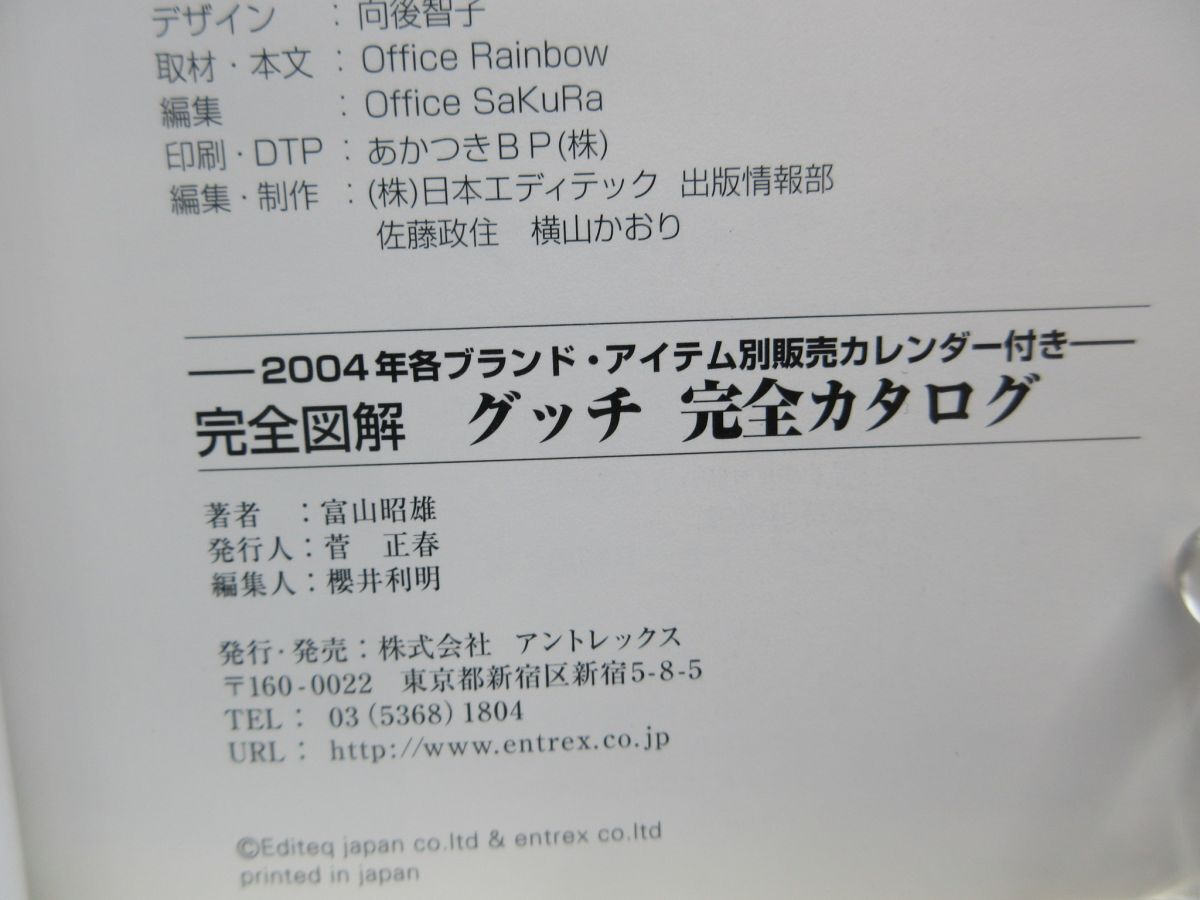 デザイン　：向後智子
取材・本文：Office Rainbow
編集　　　：Office SaKuRa
印刷・DTP：あかつきＢＰ(株)
編集・制作：(株)日本エディテック 出版情報部
佐藤政住　横山かおり
―2004年各ブランド・アイテム別販売カレンダー付き―
完全図解　グッチ 完全カタログ
著者　：富山昭雄
発行人：菅　正春
編集人：櫻井利明
発行・発売：株式会社　アントレックス
〒160-0022　東京都新宿区新宿5-8-5
TEL： 03(5368)1804
URL： http://www.entrex.co.jp
©Editeq japan co.ltd & entrex co.ltd
printed in japan